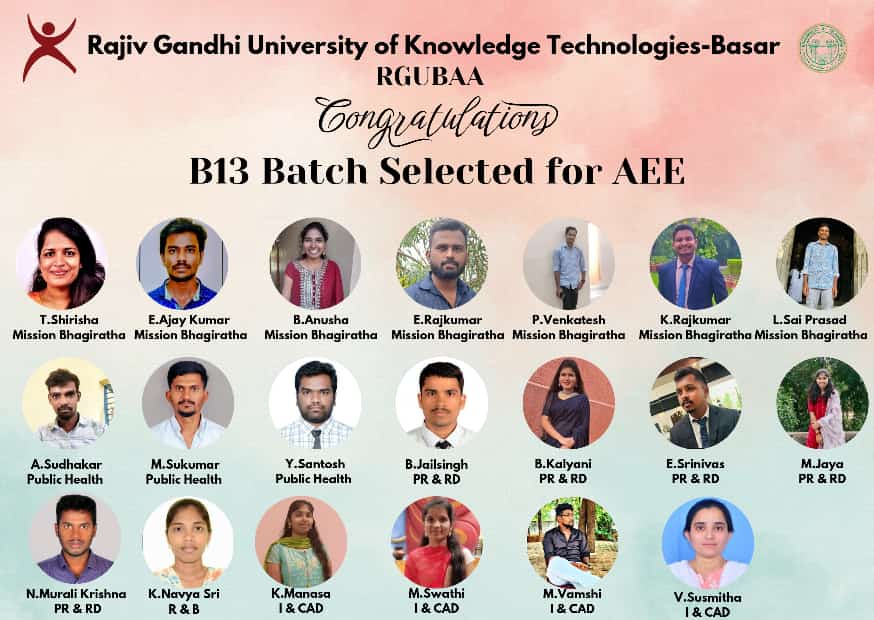 Rajiv Gandhi University of Knowledge Technologies-Basar
RGUBAA
Congratulations
B13 Batch Selected for AEE
T.Shirisha
Mission Bhagiratha
E.Ajay Kumar
Mission Bhagiratha
B.Anusha
Mission Bhagiratha
E.Rajkumar
Mission Bhagiratha
P.Venkatesh
Mission Bhagiratha
K.Rajkumar
Mission Bhagiratha
L.Sai Prasad
Mission Bhagiratha
A.Sudhakar
Public Health
M.Sukumar
Public Health
Y.Santosh
Public Health
B.Jailsingh
PR & RD
B.Kalyani
PR & RD
E.Srinivas
PR & RD
M.Jaya
PR & RD
N.Murali Krishna
PR & RD
K.Navya Sri
R & B
K.Manasa
I & CAD
M.Swathi
I & CAD
M.Vamshi
I & CAD
V.Susmitha
I & CAD